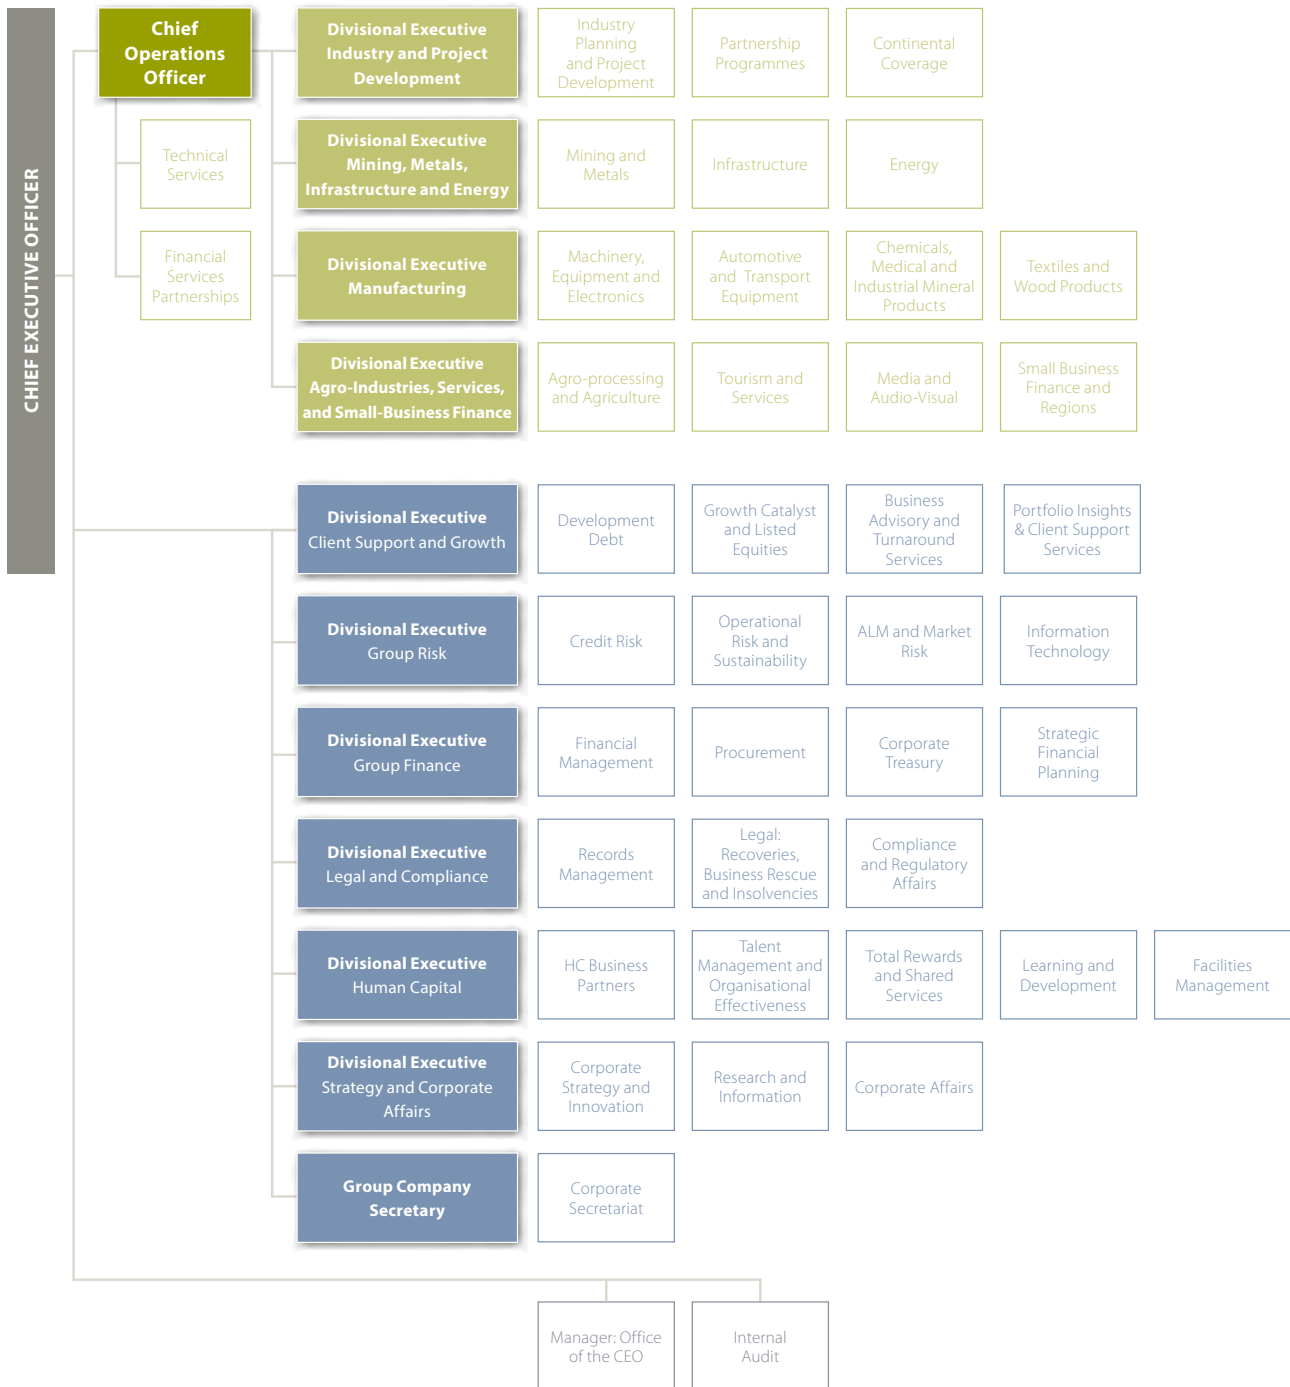 CHIEF EXECUTIVE OFFICER
Chief
Operations
Officer
Technical
Services
Financial
Services
Partnerships
Divisional Executive
Industry and Project
Development
Industry
Planning
and Project
Development
Partnership
Programmes
Continental
Coverage
Divisional Executive
Mining, Metals,
Infrastructure and Energy
Mining and
Metals
Infrastructure
Energy
Divisional Executive
Manufacturing
Machinery,
Equipment and
Electronics
Automotive
and Transport
Equipment
Chemicals,
Medical and
Industrial Mineral
Products
Textiles and
Wood Products
Divisional Executive
Agro-Industries, Services,
and Small-Business Finance
Agro-processing
and Agriculture
Tourism and
Services
Media and
Audio-Visual
Small Business
Finance and
Regions
Divisional Executive
Client Support and Growth
Development
Debt
Growth Catalyst
and Listed
Equities
Business
Advisory and
Turnaround
Services
Portfolio Insights
& Client Support
Services
Divisional Executive
Group Risk
Credit Risk
Operational
Risk and
Sustainability
ALM and Market
Risk
Information
Technology
Divisional Executive
Group Finance
Financial
Management
Procurement
Corporate
Treasury
Strategic
Financial
Planning
Divisional Executive
Legal and Compliance
Records
Management
Legal:
Recoveries,
Business Rescue
and Insolvencies
Compliance
and Regulatory
Affairs
Divisional Executive
Human Capital
HC Business
Partners
Talent
Management and
Organisational
Effectiveness
Total Rewards
and Shared
Services
Learning and
Development
Facilities
Management
Divisional Executive
Strategy and Corporate
Affairs
Corporate
Strategy and
Innovation
Research and
Information
Corporate Affairs
Group Company
Secretary
Corporate
Secretariat
Manager: Office
of the CEO
Internal
Audit